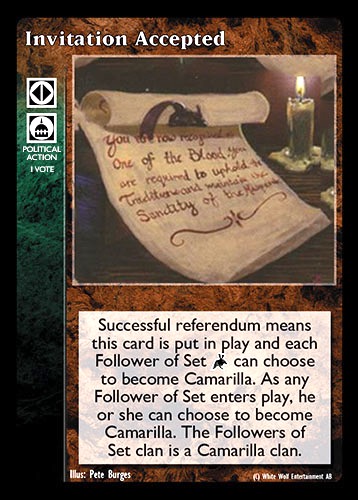 Invitation Accepted
POLITICAL
ACTION
1 VOTE
You are now recognized as
One of the Blood. You
are required to uphold the
Traditions and maintain the
Sanctity of the Masquerade
Successful referendum means
this card is put in play and each
Follower of Set can choose
to become Camarilla. As any
Follower of Set enters play, he
or she can choose to become
Camarilla. The Followers of
Set clan is a Camarilla clan.
Illus: Pete Burges
(C) White Wolf Entertainment AB